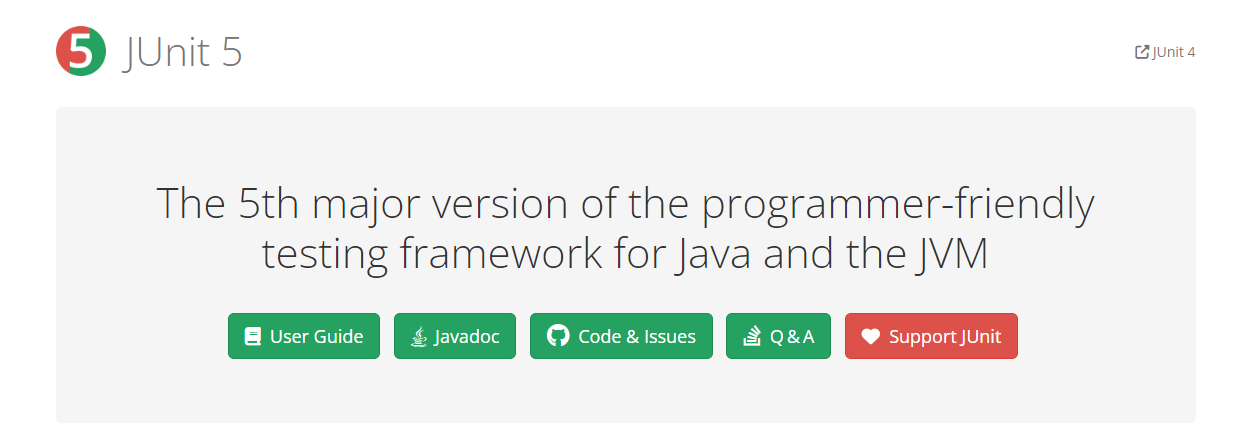 5 JUnit 5
JUnit 4
The 5th major version of the programmer-friendly
testing framework for Java and the JVM
User Guide Javadoc Code & Issues Q & A Support JUnit